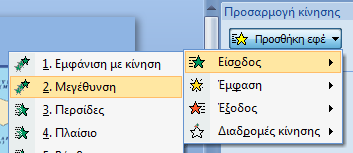 Προσαρμογή κίνησης
Προσθήκη εφέ
Είσοδος
Έμφαση
Έξοδος
Διαδρομές κίνησης
1. Εμφάνιση με κίνηση
2. Μεγέθυνση
3. Περσίδες
4. Πλαίσιο